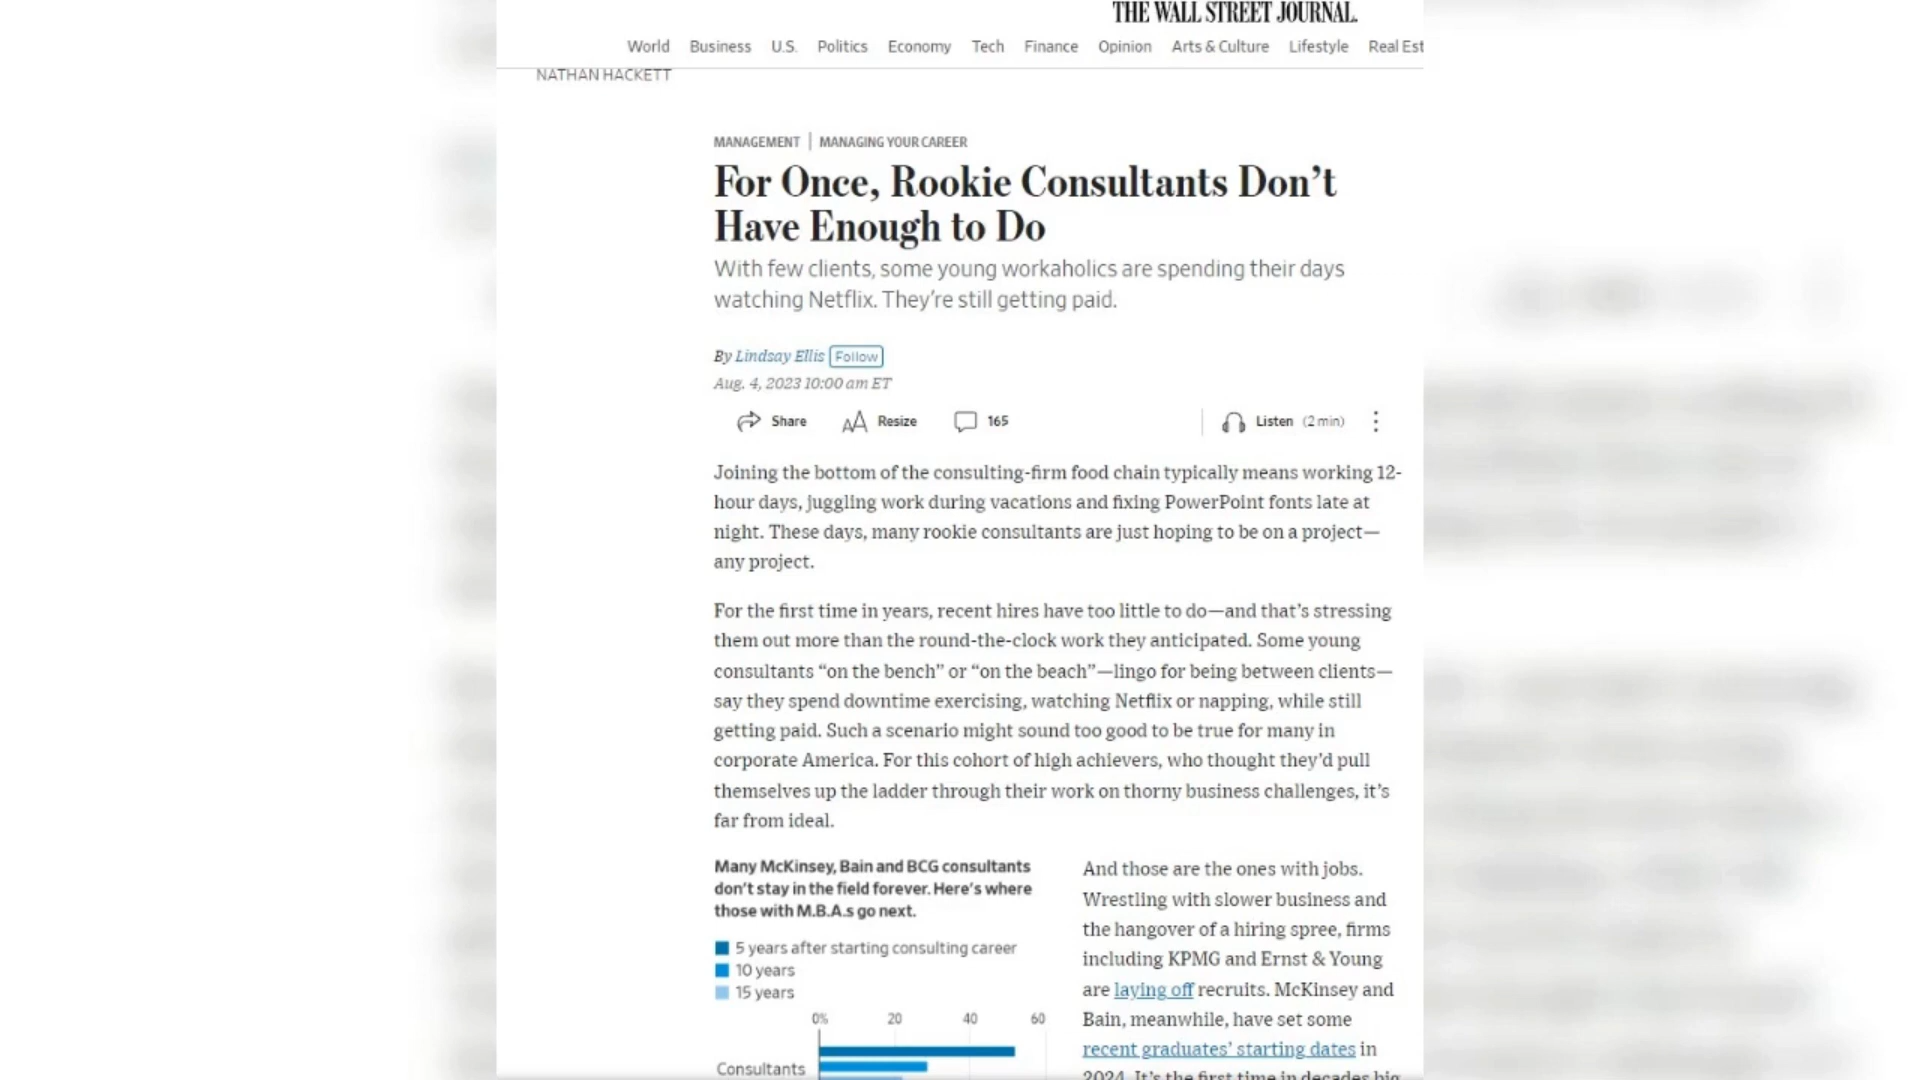 THE WALL STREET JOURNAL.
World Business U.S. Politics Economy Tech Finance Opinion Arts & Culture Lifestyle Real Est
NATHAN HACKETT
MANAGEMENT | MANAGING YOUR CAREER
For Once, Rookie Consultants Don’t
Have Enough to Do
With few clients, some young workaholics are spending their days
watching Netflix. They’re still getting paid.
By Lindsay Ellis Follow
Aug. 4, 2023 10:00 am ET
Share Resize 165 Listen (2 min)
Joining the bottom of the consulting-firm food chain typically means working 12-
hour days, juggling work during vacations and fixing PowerPoint fonts late at
night. These days, many rookie consultants are just hoping to be on a project—
any project.
For the first time in years, recent hires have too little to do—and that’s stressing
them out more than the round-the-clock work they anticipated. Some young
consultants “on the bench” or “on the beach”—lingo for being between clients—
say they spend downtime exercising, watching Netflix or napping, while still
getting paid. Such a scenario might sound too good to be true for many in
corporate America. For this cohort of high achievers, who thought they’d pull
themselves up the ladder through their work on thorny business challenges, it’s
far from ideal.
Many McKinsey, Bain and BCG consultants
don’t stay in the field forever. Here’s where
those with M.B.A.s go next.
5 years after starting consulting career
10 years
15 years
0% 20 40 60
Consultants
And those are the ones with jobs.
Wrestling with slower business and
the hangover of a hiring spree, firms
including KPMG and Ernst & Young
are laying off recruits. McKinsey and
Bain, meanwhile, have set some
recent graduates’ starting dates in
2024. It’s the first time in decades big